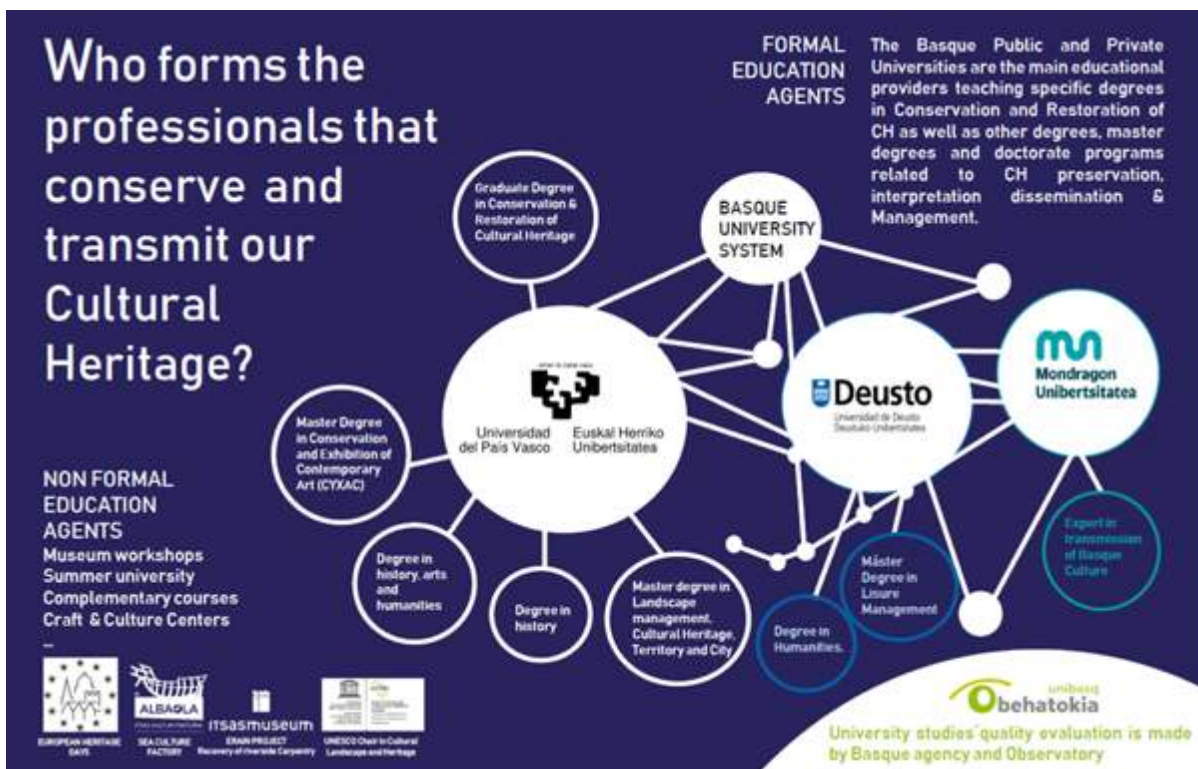 Who forms the
professionals that
conserve and
transmit our
Cultural
Heritage?
FORMAL
EDUCATION
AGENTS
The Basque Public and Private
Universities are the main educational
providers teaching specific degrees
in Conservation and Restoration of
CH as well as other degrees, master
degrees and doctorate programs
related to CH preservation,
interpretation dissemination &
Management.
Graduate Degree
in Conservation &
Restoration of
Cultural Heritage
BASQUE
UNIVERSITY
SYSTEM
Universidad
del País Vasco
Euskal Herriko
Unibertsitatea
Deusto
Universidad de Deusto
Deustuko Unibertsitatea
Mondragon
Unibertsitatea
Master Degree
in Conservation
and Exhibition of
Contemporary
Art (CYXAC)
Degree in
history, arts
and
humanities
Degree in
history
Master degree in
Landscape
management,
Cultural Heritage,
Territory and City
Degree in
Humanities.
Máster
Degree in
Lisure
Management
Expert in
transmission
of Basque
Culture
NON FORMAL
EDUCATION
AGENTS
Museum workshops
Summer university
Complementary courses
Craft & Culture Centers
...
EUROPEAN HERITAGE
DAYS
ALBAOLA
SEA CULTURE
FACTORY
ITSASMUSEUM
ERAIN PROJECT
Recovery of riverside Carpentry
UNESCO Chair in Cultural
Landscape and Heritage
unibasq
Obehatokia
University studies´quality evaluation is made
by Basque agency and Observatory